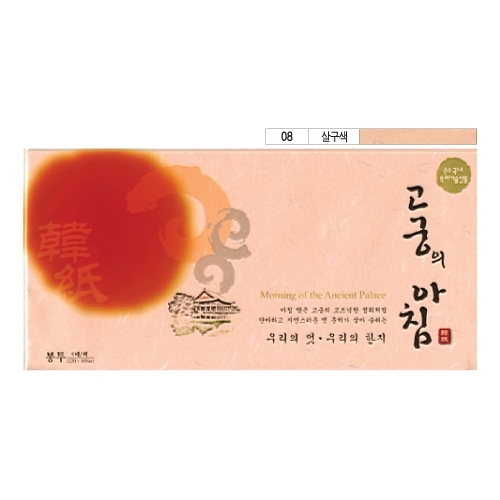 08 살구색
韓紙
고궁의
아침
Morning of the Ancient Palace
아침 맞은 고궁의 고즈넉한 정취처럼
단아하고 자연스러운 멋 운치가 살아 숨쉬는
우리의 멋·우리의 한지
봉투